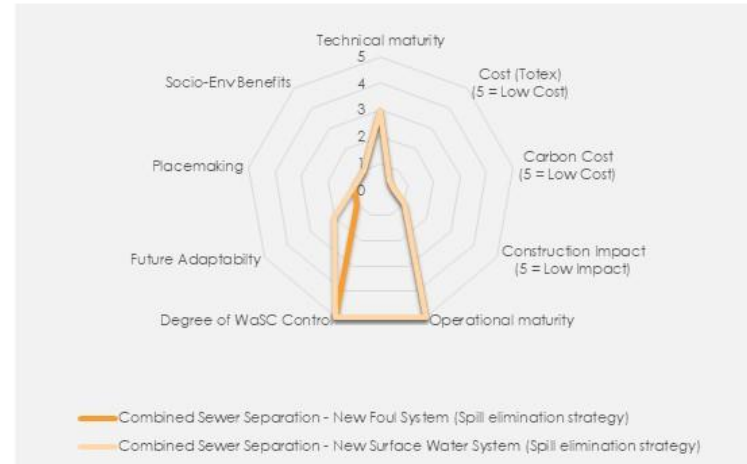 Technical maturity
5
Cost (Totex)
(5 = Low Cost)
Socio-Env Benefits
4
3
2
Carbon Cost
(5 = Low Cost)
Placemaking
1
0
Construction Impact
(5 = Low Impact)
Future Adaptabilty
Degree of WaSC Control
Operational maturity
Combined Sewer Separation - New Foul System (Spill elimination strategy)
Combined Sewer Separation - New Surface Water System (Spill elimination strategy)